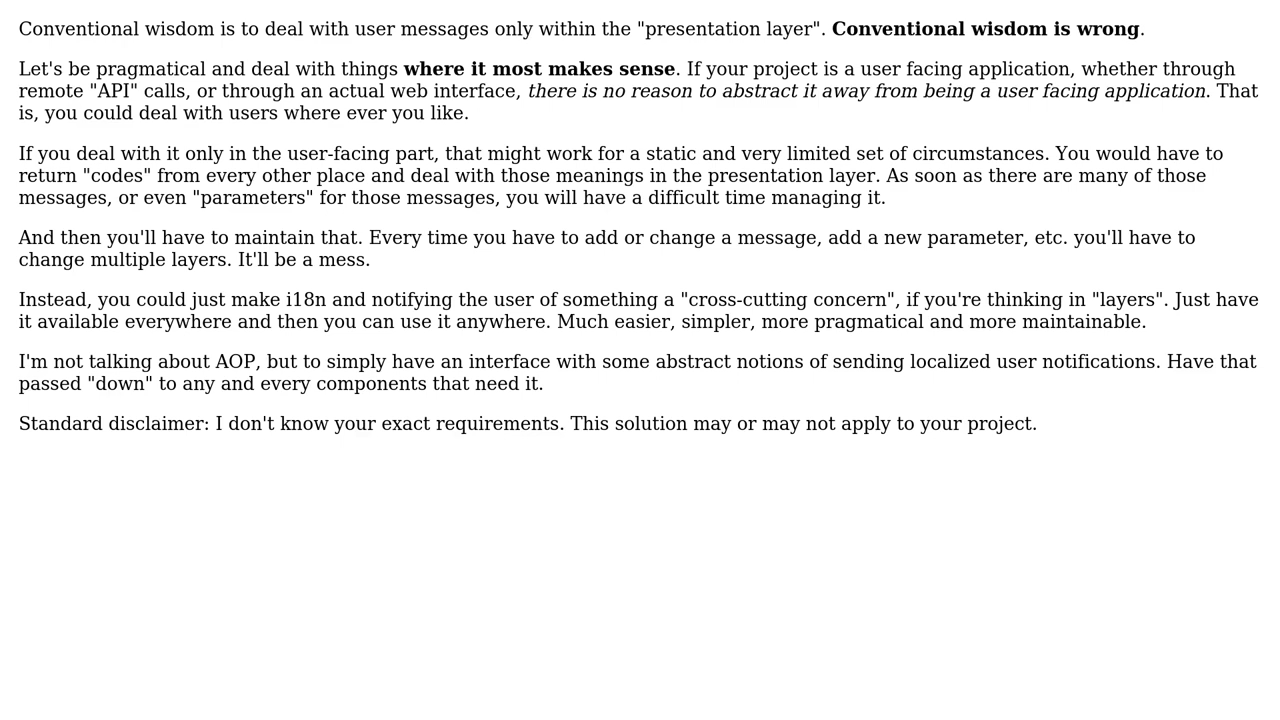 Conventional wisdom is to deal with user messages only within the "presentation layer". Conventional wisdom is wrong.
Let's be pragmatical and deal with things where it most makes sense. If your project is a user facing application, whether through
remote "API" calls, or through an actual web interface, there is no reason to abstract it away from being a user facing application. That
is, you could deal with users where ever you like.
If you deal with it only in the user-facing part, that might work for a static and very limited set of circumstances. You would have to
return "codes" from every other place and deal with those meanings in the presentation layer. As soon as there are many of those
messages, or even "parameters" for those messages, you will have a difficult time managing it.
And then you'll have to maintain that. Every time you have to add or change a message, add a new parameter, etc. you'll have to
change multiple layers. It'll be a mess.
Instead, you could just make i18n and notifying the user of something a "cross-cutting concern", if you're thinking in "layers". Just have
it available everywhere and then you can use it anywhere. Much easier, simpler, more pragmatical and more maintainable.
I'm not talking about AOP, but to simply have an interface with some abstract notions of sending localized user notifications. Have that
passed "down" to any and every components that need it.
Standard disclaimer: I don't know your exact requirements. This solution may or may not apply to your project.